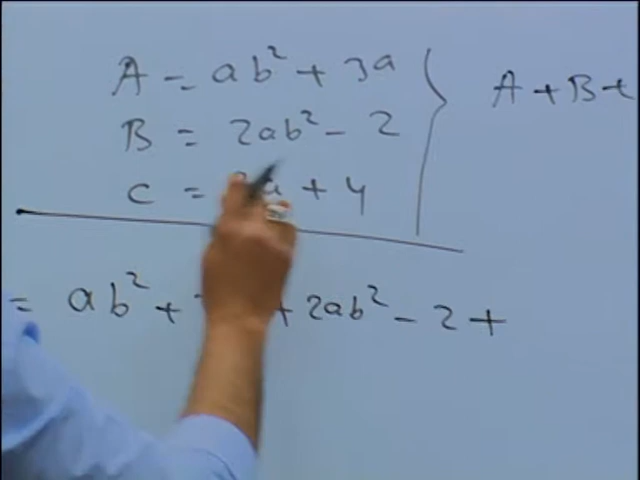 A = ab² + 3a
B = 2ab² - 2
C = a + 4
A + B +
= ab² + + 2ab² - 2 +